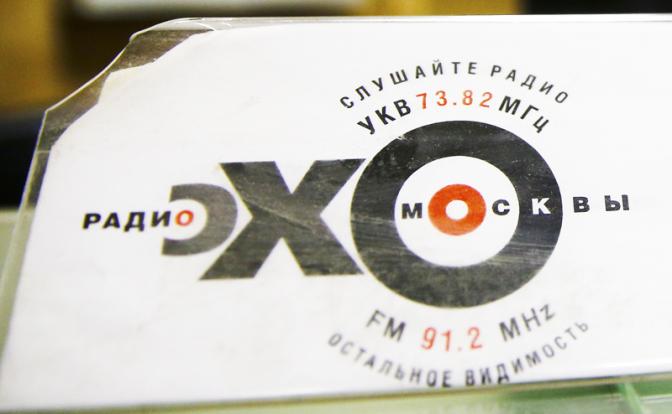 СЛУШАЙТЕ РАДИО
УКВ 73.82 МГц
РАДИО ЭХО МОСКВЫ
FM 91.2 MHz
ОСТАЛЬНОЕ ВИДИМОСТЬ